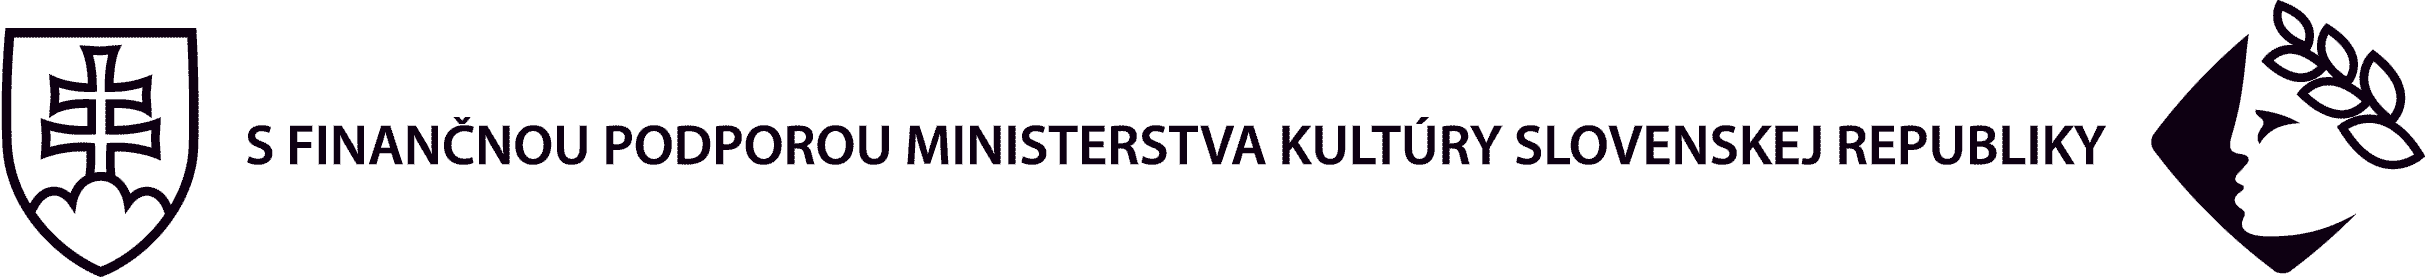 S FINANČNOU PODPOROU MINISTERSTVA KULTÚRY SLOVENSKEJ REPUBLIKY